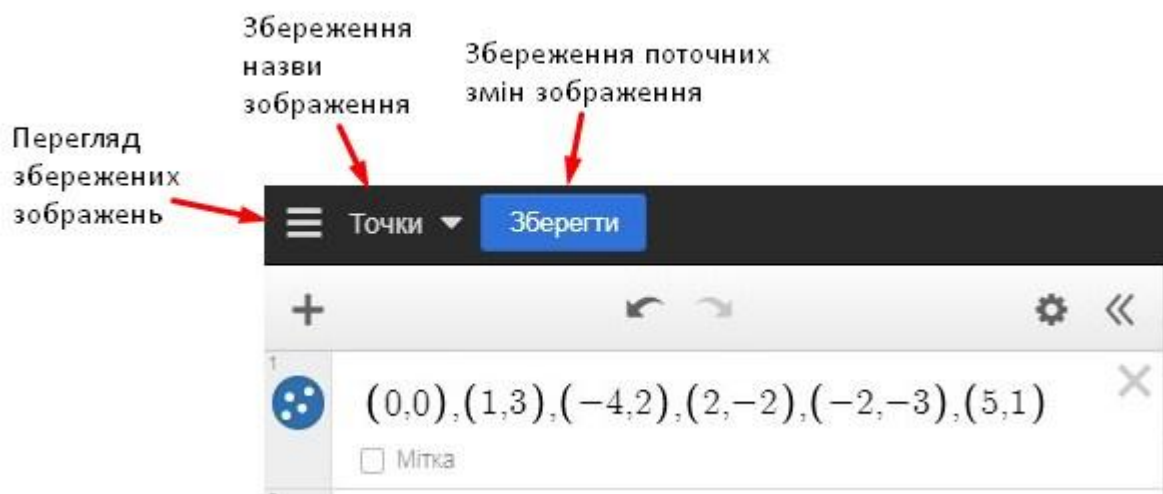 Збереження
назви
зображення
Збереження поточних
змін зображення
Перегляд
збережених
зображень
Точки Зберегти
1
(0,0),(1,3),(−4,2),(2,−2),(−2,−3),(5,1)
Мітка